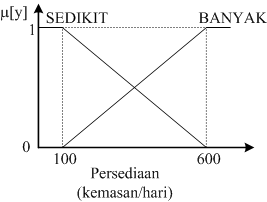 μ[y] SEDIKIT BANYAK
1
0
100 600
Persediaan
(kemasan/hari)